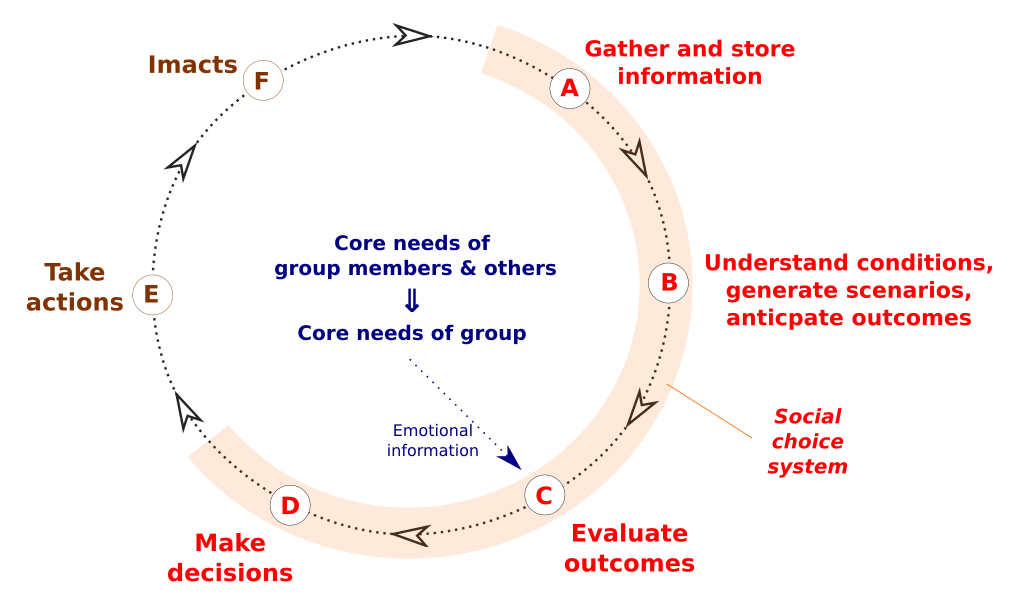 Gather and store
information
A
Imacts
F
B
Understand conditions,
generate scenarios,
anticpate outcomes
Core needs of
group members & others
⇓
Core needs of group
Take
actions
E
Social
choice
system
Emotional
information
C
Evaluate
outcomes
D
Make
decisions